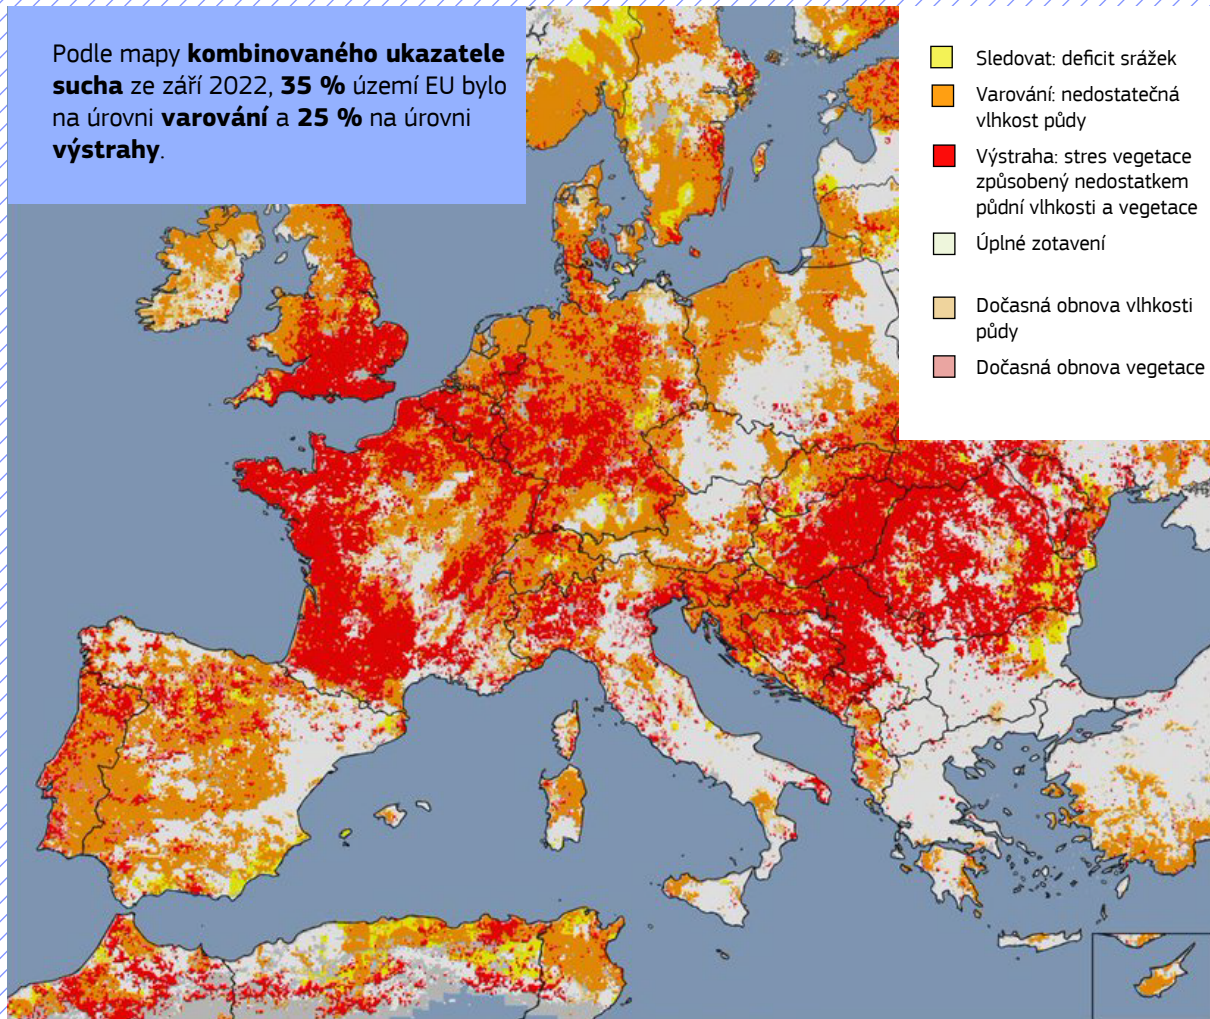 Podle mapy kombinovaného ukazatele
sucha ze září 2022, 35 % území EU bylo
na úrovni varování a 25 % na úrovni
výstrahy.
Sledovat: deficit srážek
Varování: nedostatečná
vlhkost půdy
Výstraha: stres vegetace
způsobený nedostatkem
půdní vlhkosti a vegetace
Úplné zotavení
Dočasná obnova vlhkosti
půdy
Dočasná obnova vegetace